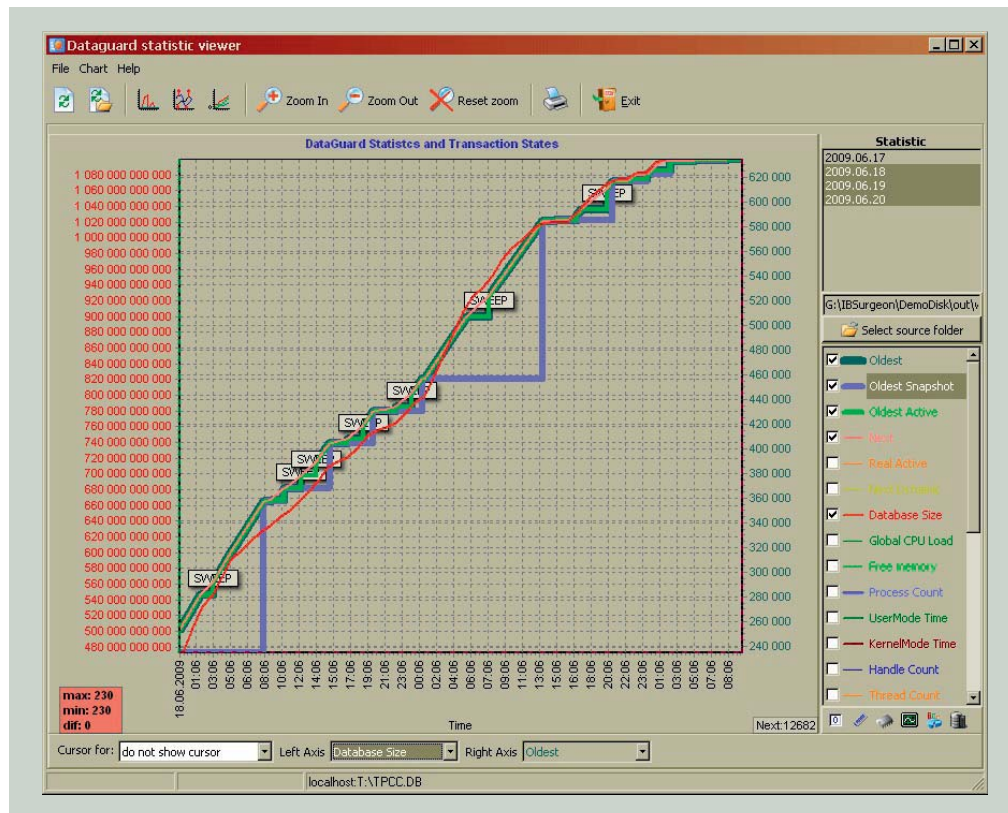 Dataguard statistic viewer
File Chart Help
Zoom In Zoom Out Reset zoom Exit
DataGuard Statistcs and Transaction States
1 080 000 000 000
1 060 000 000 000
1 040 000 000 000
1 020 000 000 000
1 000 000 000 000
980 000 000 000
960 000 000 000
940 000 000 000
920 000 000 000
900 000 000 000
880 000 000 000
860 000 000 000
840 000 000 000
820 000 000 000
800 000 000 000
780 000 000 000
760 000 000 000
740 000 000 000
720 000 000 000
700 000 000 000
680 000 000 000
660 000 000 000
640 000 000 000
620 000 000 000
600 000 000 000
580 000 000 000
560 000 000 000
540 000 000 000
520 000 000 000
500 000 000 000
480 000 000 000
SWEEP
SWEEP
SWEEP
SWEEP
SWEEP
SWEEP
SWEEP
620 000
600 000
580 000
560 000
540 000
520 000
500 000
480 000
460 000
440 000
420 000
400 000
380 000
360 000
340 000
320 000
300 000
280 000
260 000
240 000
18.06.2009 01:06 03:06 05:06 06:06 08:06 10:06 12:06 14:06 15:06 16:06 17:06 19:06 21:06 23:06 00:06 02:06 04:06 06:06 07:06 09:06 11:06 13:06 15:06 16:06 18:06 20:06 22:06 23:06 01:06 03:06 05:06 07:06 08:06
Time
max: 230
min: 230
dif: 0
Next:12682
Statistic
2009.06.17
2009.06.18
2009.06.19
2009.06.20
G:\IBSurgeon\DemoDisk\out\
Select source folder
Oldest
Oldest Snapshot
Oldest Active
Next
Real Active
Database Size
Global CPU Load
Free memory
Process Count
UserMode Time
KernelMode Time
Handle Count
Thread Count
Cursor for: do not show cursor Left Axis Database Size Right Axis Oldest
localhost:T:\TPCC.DB